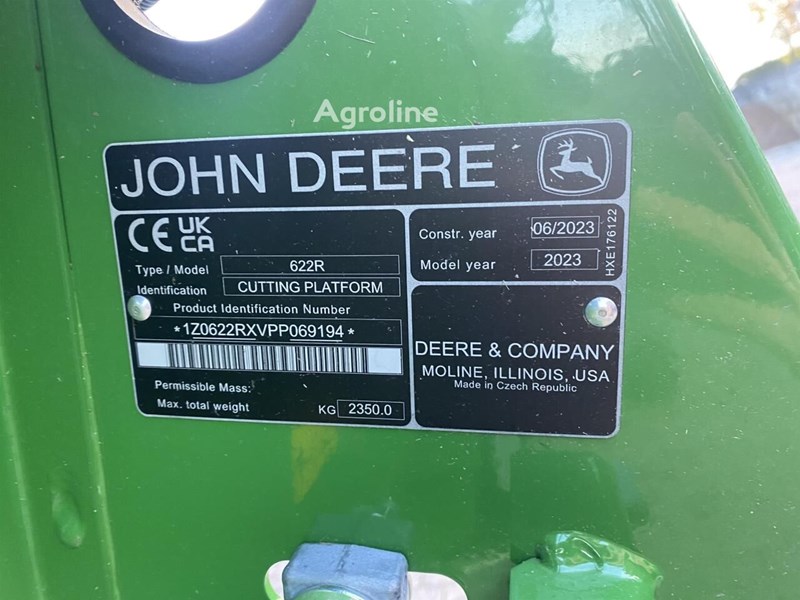 Agroline
JOHN DEERE
CE UK CA
Type / Model 622R
Identification CUTTING PLATFORM
Product Identification Number
*1Z0622RXVPP069194*
Permissible Mass:
Max. total weight KG 2350.0
Constr. year 06/2023
Model year 2023
HXE176122
DEERE & COMPANY
MOLINE, ILLINOIS, USA
Made in Czech Republic